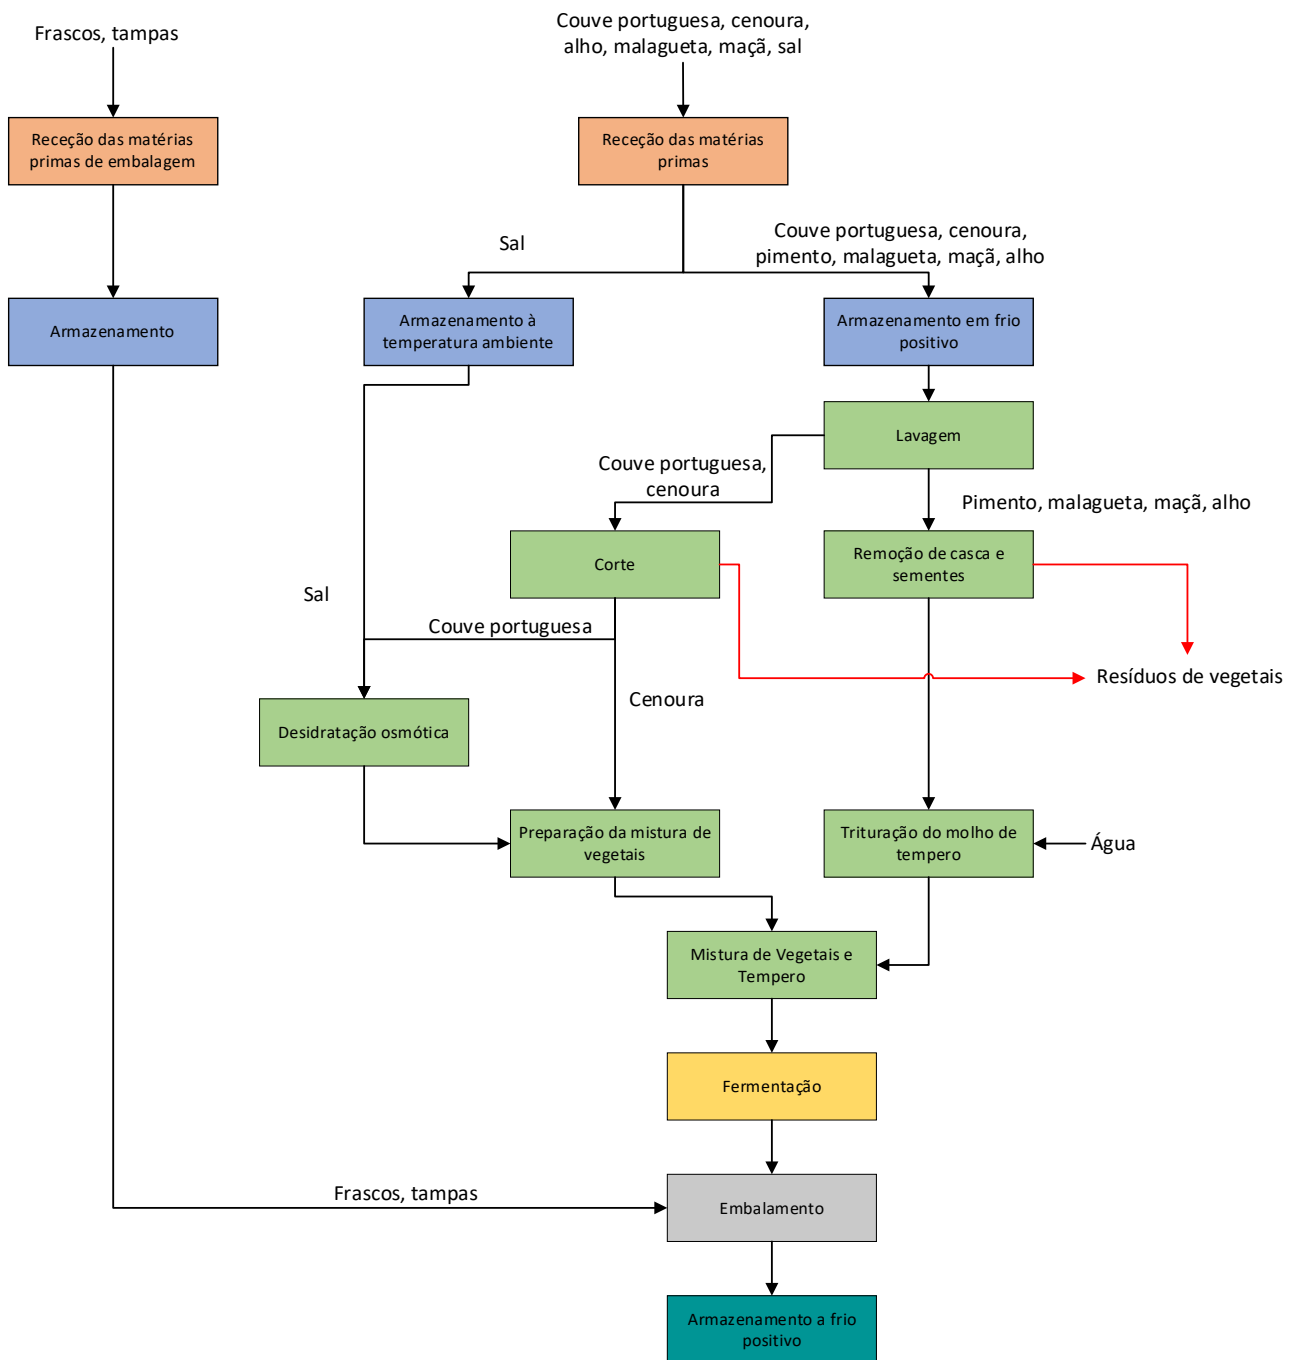 Frascos, tampas
Couve portuguesa, cenoura,
alho, malagueta, maçã, sal
Receção das matérias
primas de embalagem
Receção das matérias
primas
Sal
Couve portuguesa, cenoura,
pimento, malagueta, maçã, alho
Armazenamento
Armazenamento à
temperatura ambiente
Armazenamento em frio
positivo
Lavagem
Couve portuguesa,
cenoura
Pimento, malagueta, maçã, alho
Corte
Remoção de casca e
sementes
Sal
Couve portuguesa
Resíduos de vegetais
Cenoura
Desidratação osmótica
Preparação da mistura de
vegetais
Trituração do molho de
tempero
Água
Mistura de Vegetais e
Tempero
Fermentação
Frascos, tampas
Embalamento
Armazenamento a frio
positivo